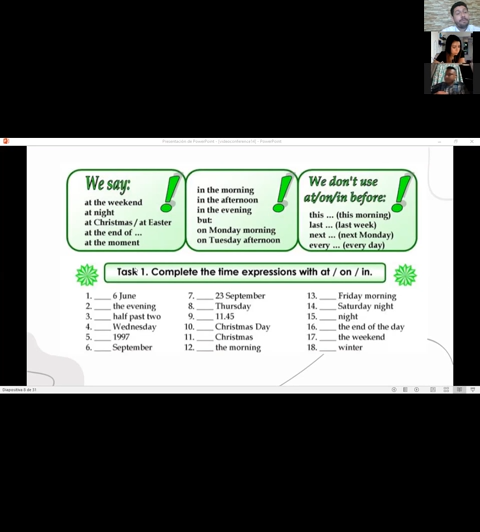 We say:
at the weekend
at night
at Christmas / at Easter
at the end of ...
at the moment
in the morning
in the afternoon
in the evening
but:
on Monday morning
on Tuesday afternoon
We don't use
at/on/in before:
this ... (this morning)
last ... (last week)
next ... (next Monday)
every ... (every day)
Task 1. Complete the time expressions with at / on / in.
1. ____ 6 June
2. ____ the evening
3. ____ half past two
4. ____ Wednesday
5. ____ 1997
6. ____ September
7. ____ 23 September
8. ____ Thursday
9. ____ 11.45
10. ____ Christmas Day
11. ____ Christmas
12. ____ the morning
13. ____ Friday morning
14. ____ Saturday night
15. ____ night
16. ____ the end of the day
17. ____ the weekend
18. ____ winter